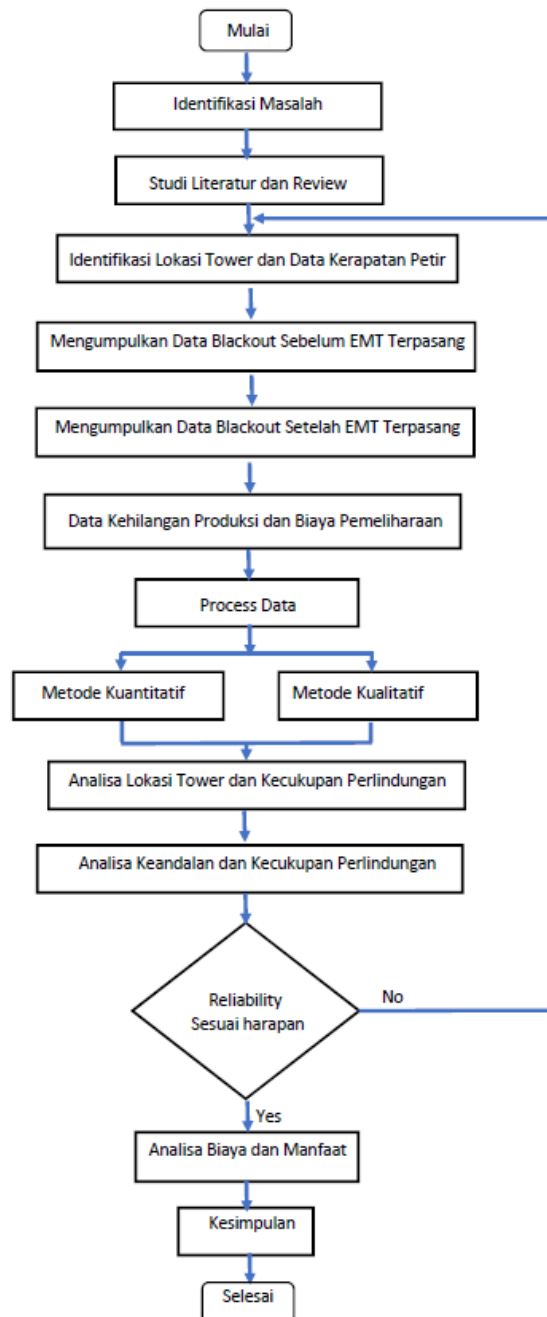 Mulai
Identifikasi Masalah
Studi Literatur dan Review
Identifikasi Lokasi Tower dan Data Kerapatan Petir
Mengumpulkan Data Blackout Sebelum EMT Terpasang
Mengumpulkan Data Blackout Setelah EMT Terpasang
Data Kehilangan Produksi dan Biaya Pemeliharaan
Process Data
Metode Kuantitatif
Metode Kualitatif
Analisa Lokasi Tower dan Kecukupan Perlindungan
Analisa Keandalan dan Kecukupan Perlindungan
Reliability
Sesuai harapan
No
Yes
Analisa Biaya dan Manfaat
Kesimpulan
Selesai